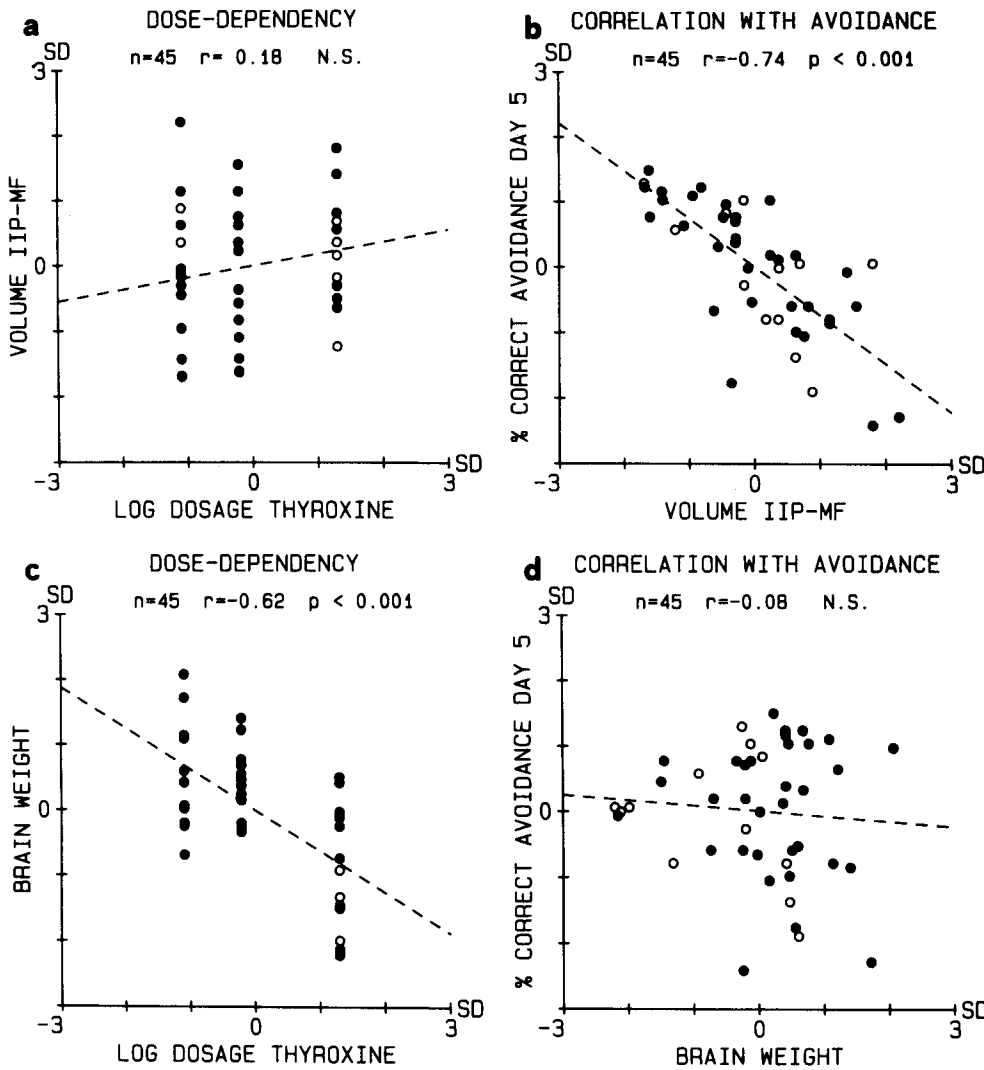 a
DOSE-DEPENDENCY
SD
n=45 r= 0.18 N.S.
3
VOLUME IIP-MF
0
-3
0
3
SD
LOG DOSAGE THYROXINE
b
CORRELATION WITH AVOIDANCE
SD
n=45 r=-0.74 p < 0.001
3
% CORRECT AVOIDANCE DAY 5
0
-3
0
3
SD
VOLUME IIP-MF
c
DOSE-DEPENDENCY
SD
n=45 r=-0.62 p < 0.001
3
BRAIN WEIGHT
0
-3
0
3
SD
LOG DOSAGE THYROXINE
d
CORRELATION WITH AVOIDANCE
SD
n=45 r=-0.08 N.S.
3
% CORRECT AVOIDANCE DAY 5
0
-3
0
3
SD
BRAIN WEIGHT